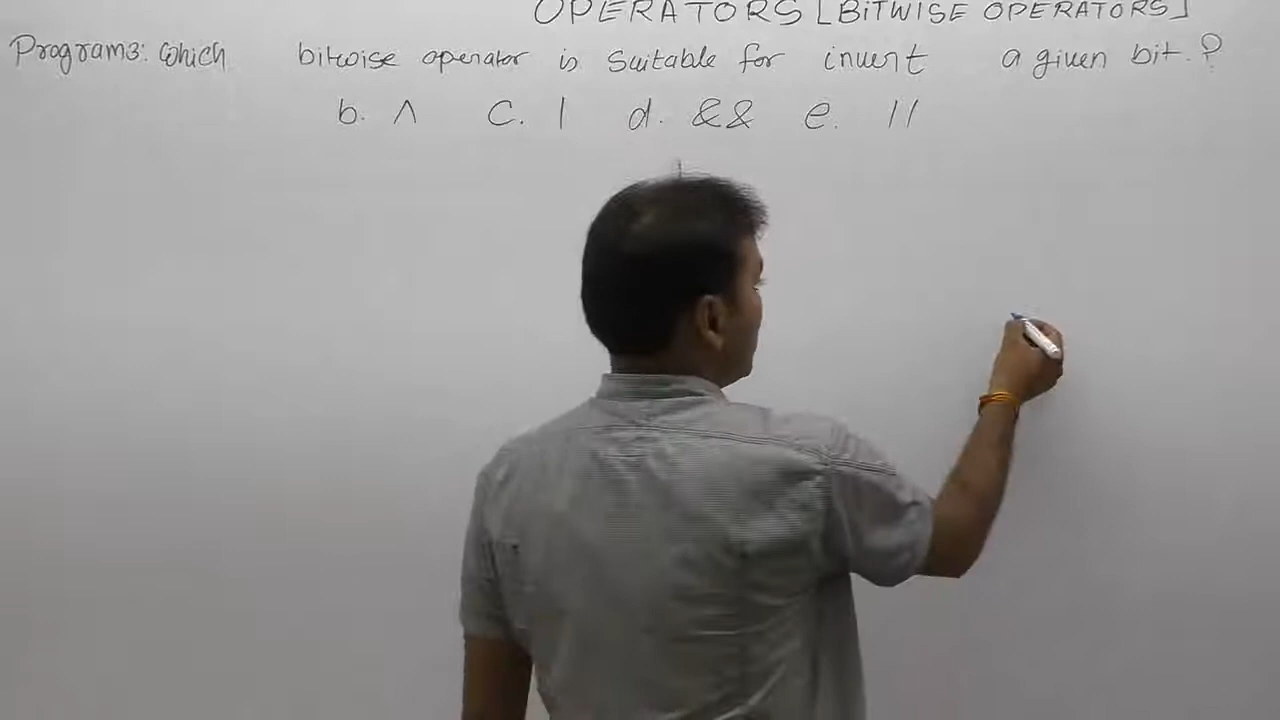 OPERATORS [BITWISE OPERATORS]
Program3: Which bitwise operator is suitable for invert a given bit.?
b. ^ c. | d. && e. ||